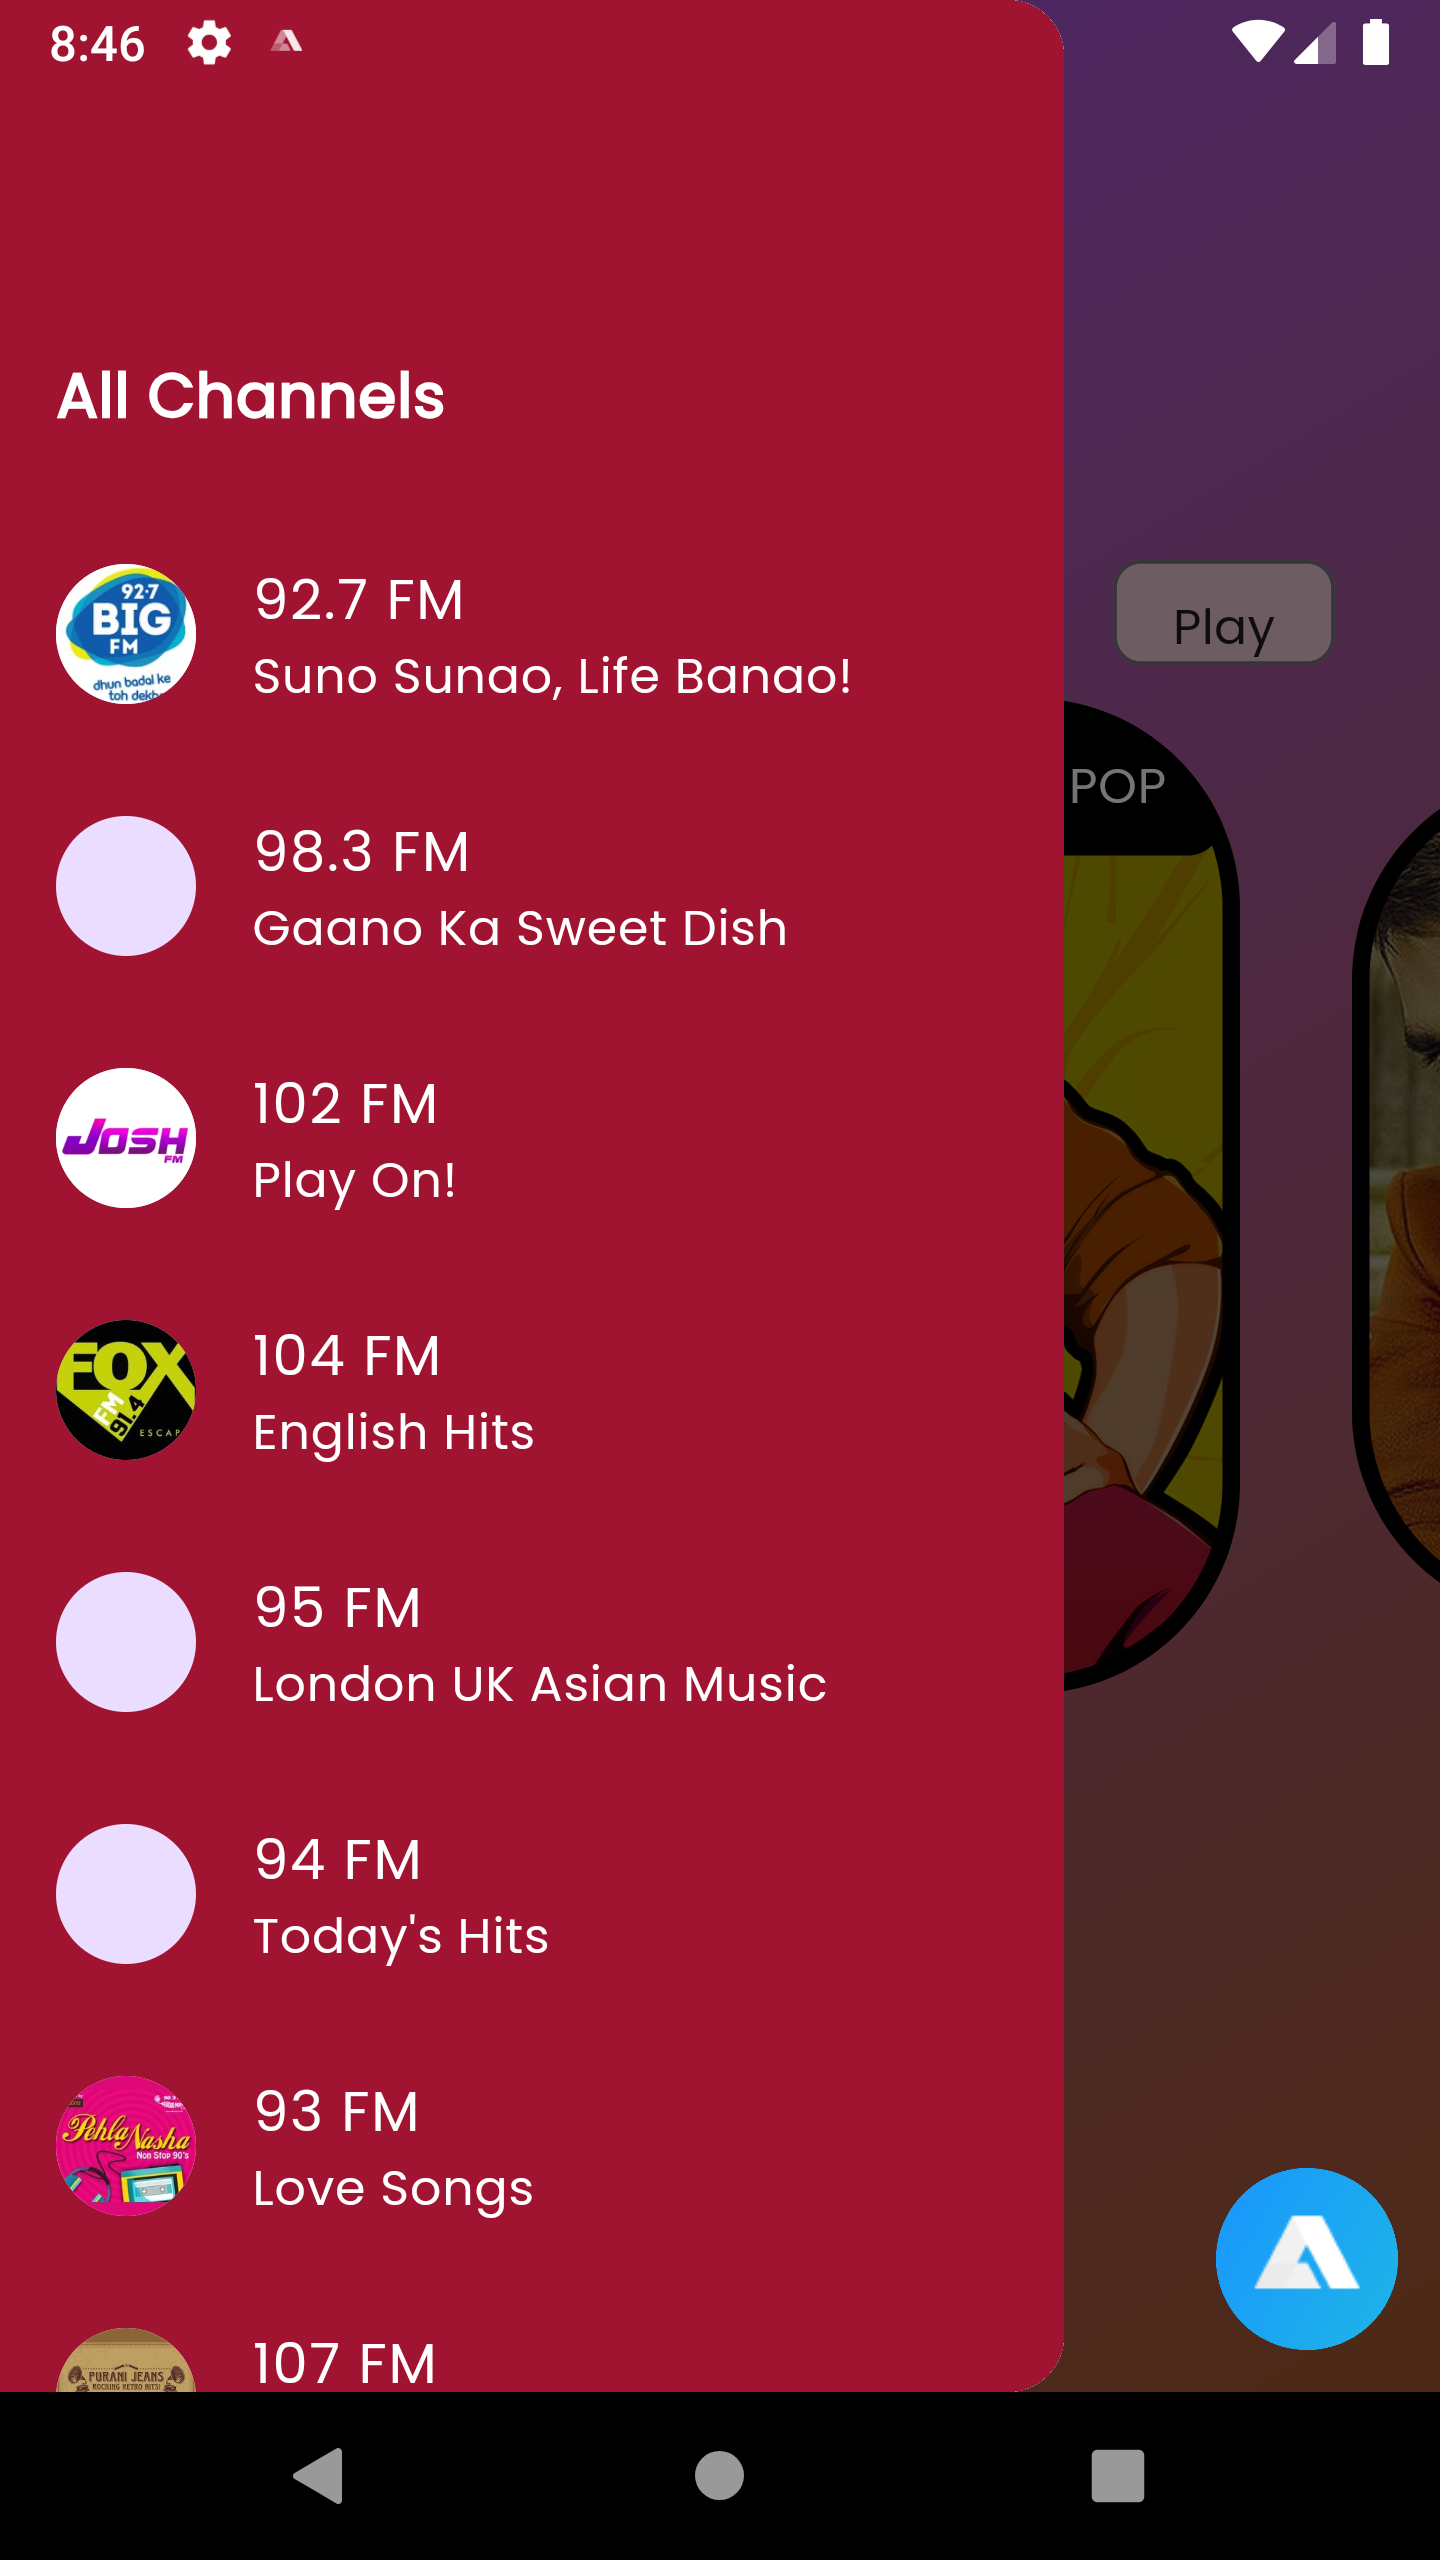 8:46
All Channels
92.7 FM
Suno Sunao, Life Banao!
92·7
BIG
FM
dhun badal ke
toh dekho
98.3 FM
Gaano Ka Sweet Dish
102 FM
Play On!
JOSH
FM
104 FM
English Hits
FOX
FM
91.4
ESCAP
95 FM
London UK Asian Music
94 FM
Today's Hits
93 FM
Love Songs
Pehla Nasha
Non Stop 90's
107 FM
PURANI JEANS
ROCKING RETRO HITS!
Play
POP